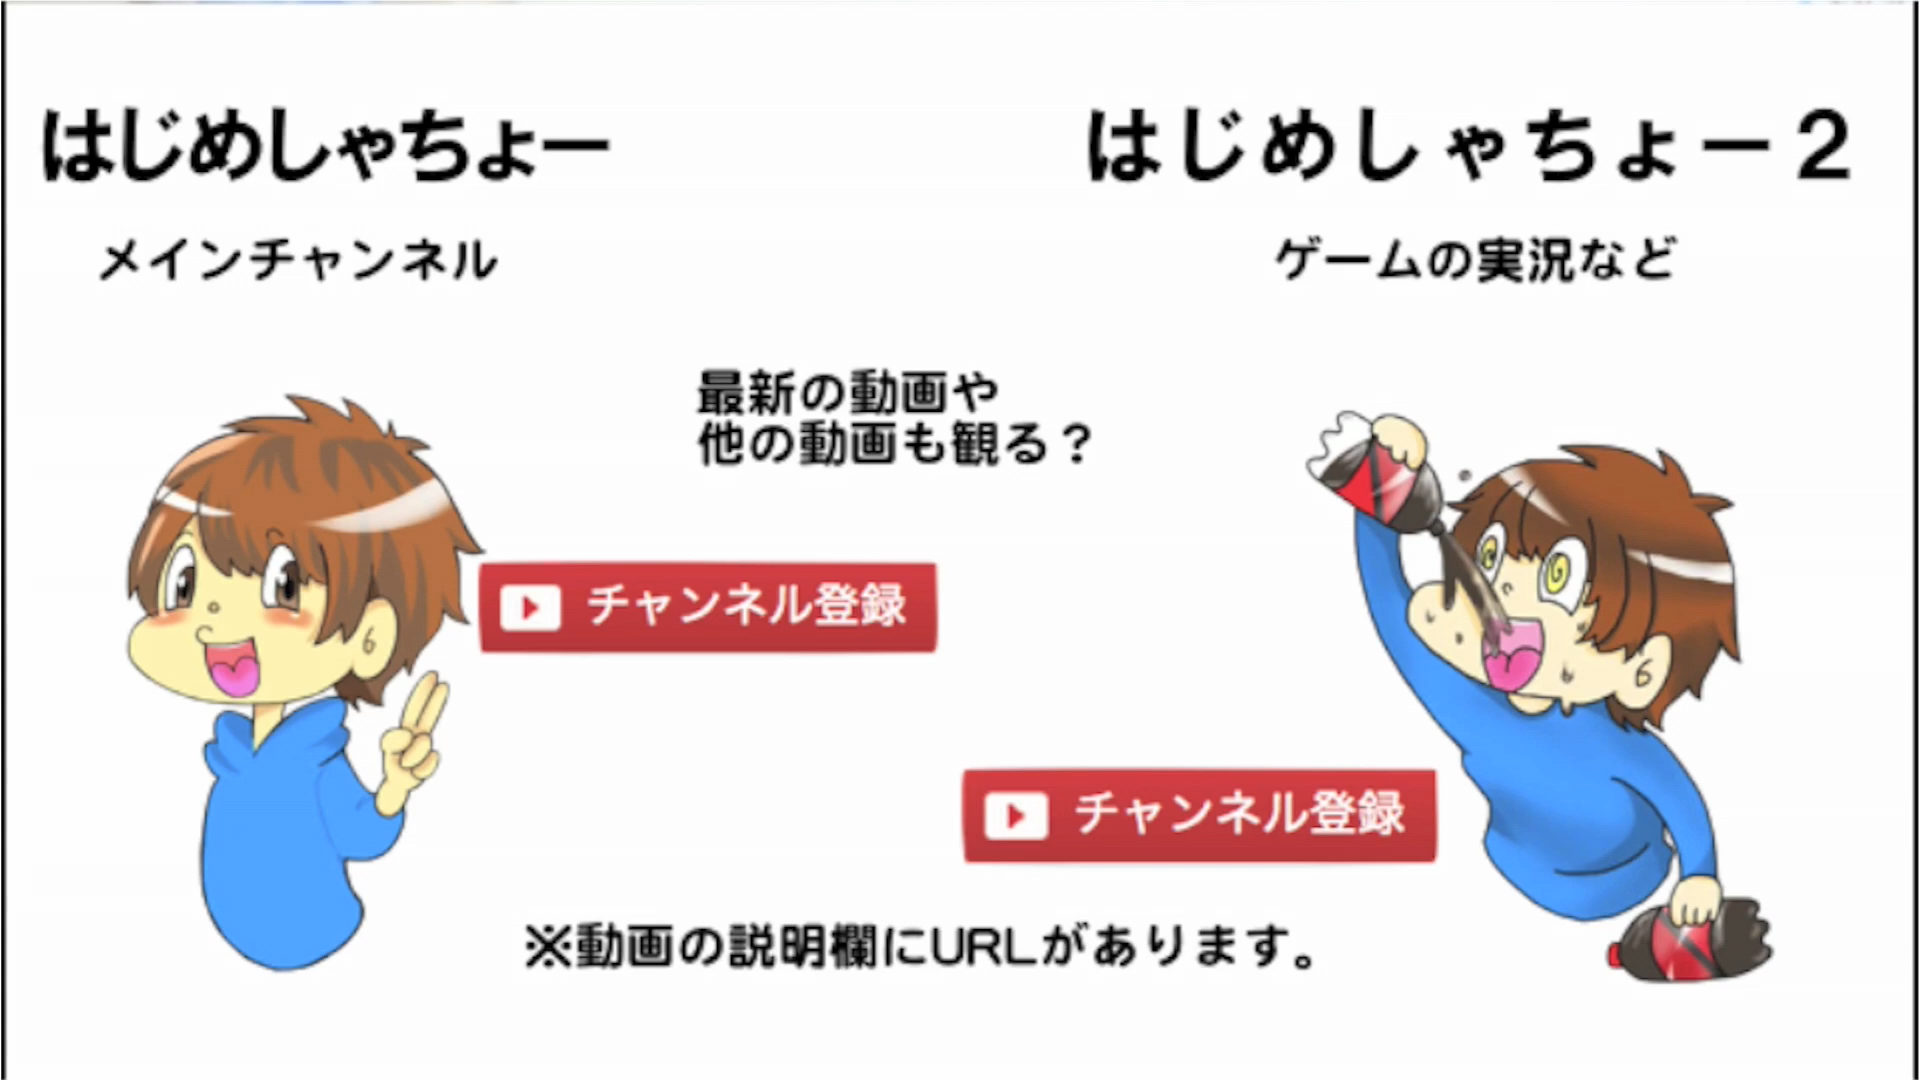 はじめしゃちょー
メインチャンネル
はじめしゃちょー２
ゲームの実況など
最新の動画や
他の動画も観る？
チャンネル登録
チャンネル登録
※動画の説明欄にURLがあります。